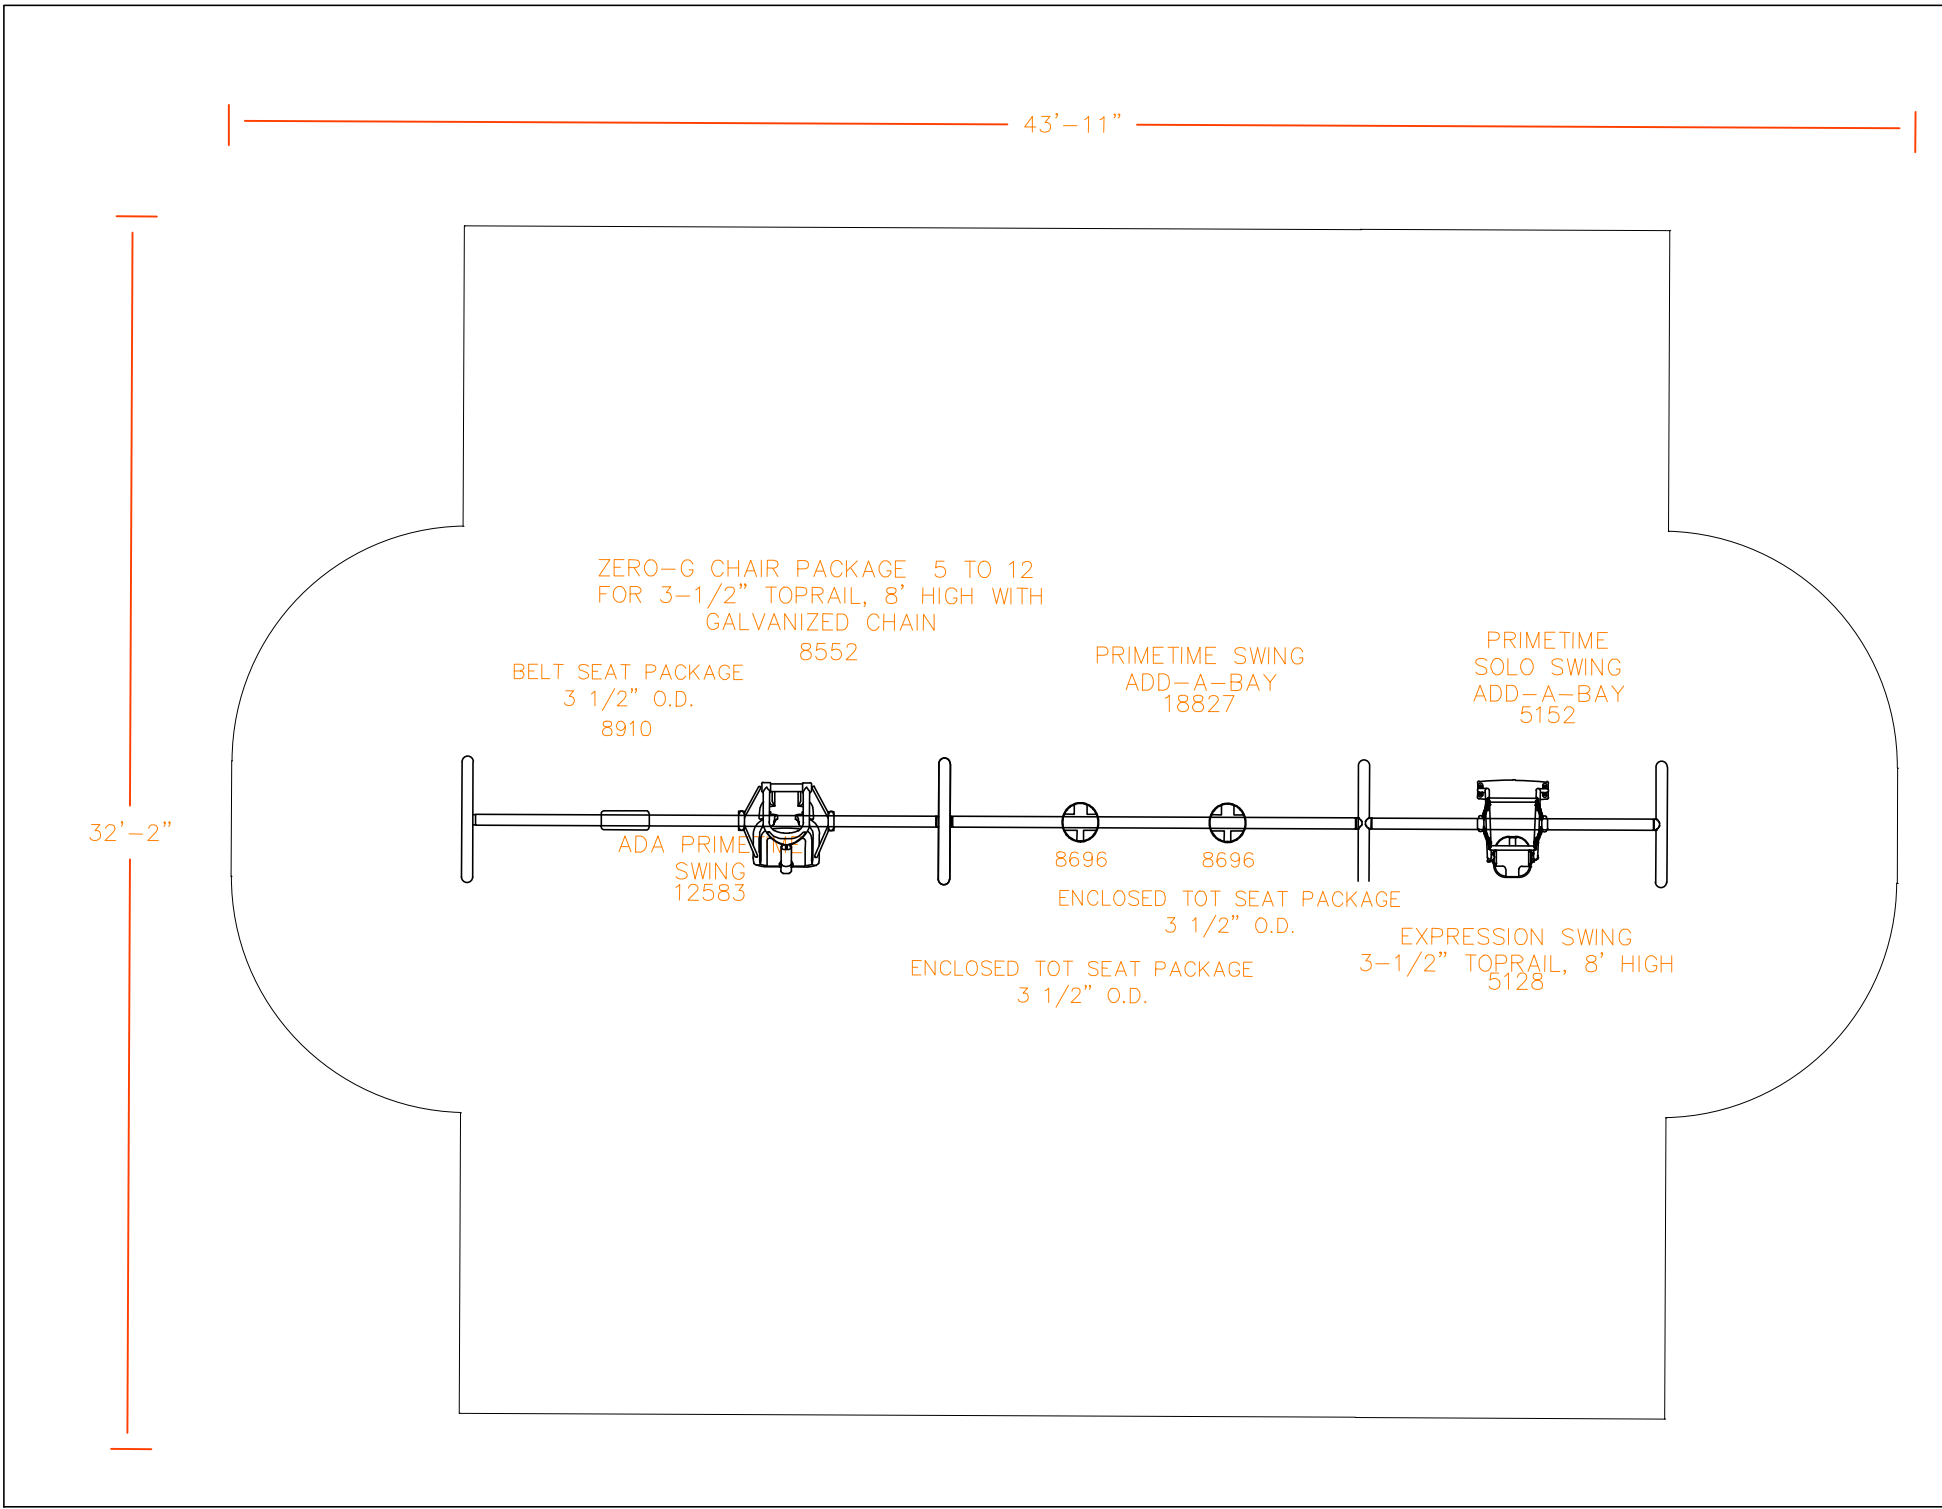 43'-11"
ZERO-G CHAIR PACKAGE 5 TO 12
FOR 3-1/2" TOPRAIL, 8' HIGH WITH
GALVANIZED CHAIN
8552
BELT SEAT PACKAGE
3 1/2" O.D.
8910
PRIMETIME SWING
ADD-A-BAY
18827
PRIMETIME
SOLO SWING
ADD-A-BAY
5152
32'-2"
ADA PRIMETIME
SWING
12583
8696
8696
ENCLOSED TOT SEAT PACKAGE
3 1/2" O.D.
ENCLOSED TOT SEAT PACKAGE
3 1/2" O.D.
EXPRESSION SWING
3-1/2" TOPRAIL, 8' HIGH
5128